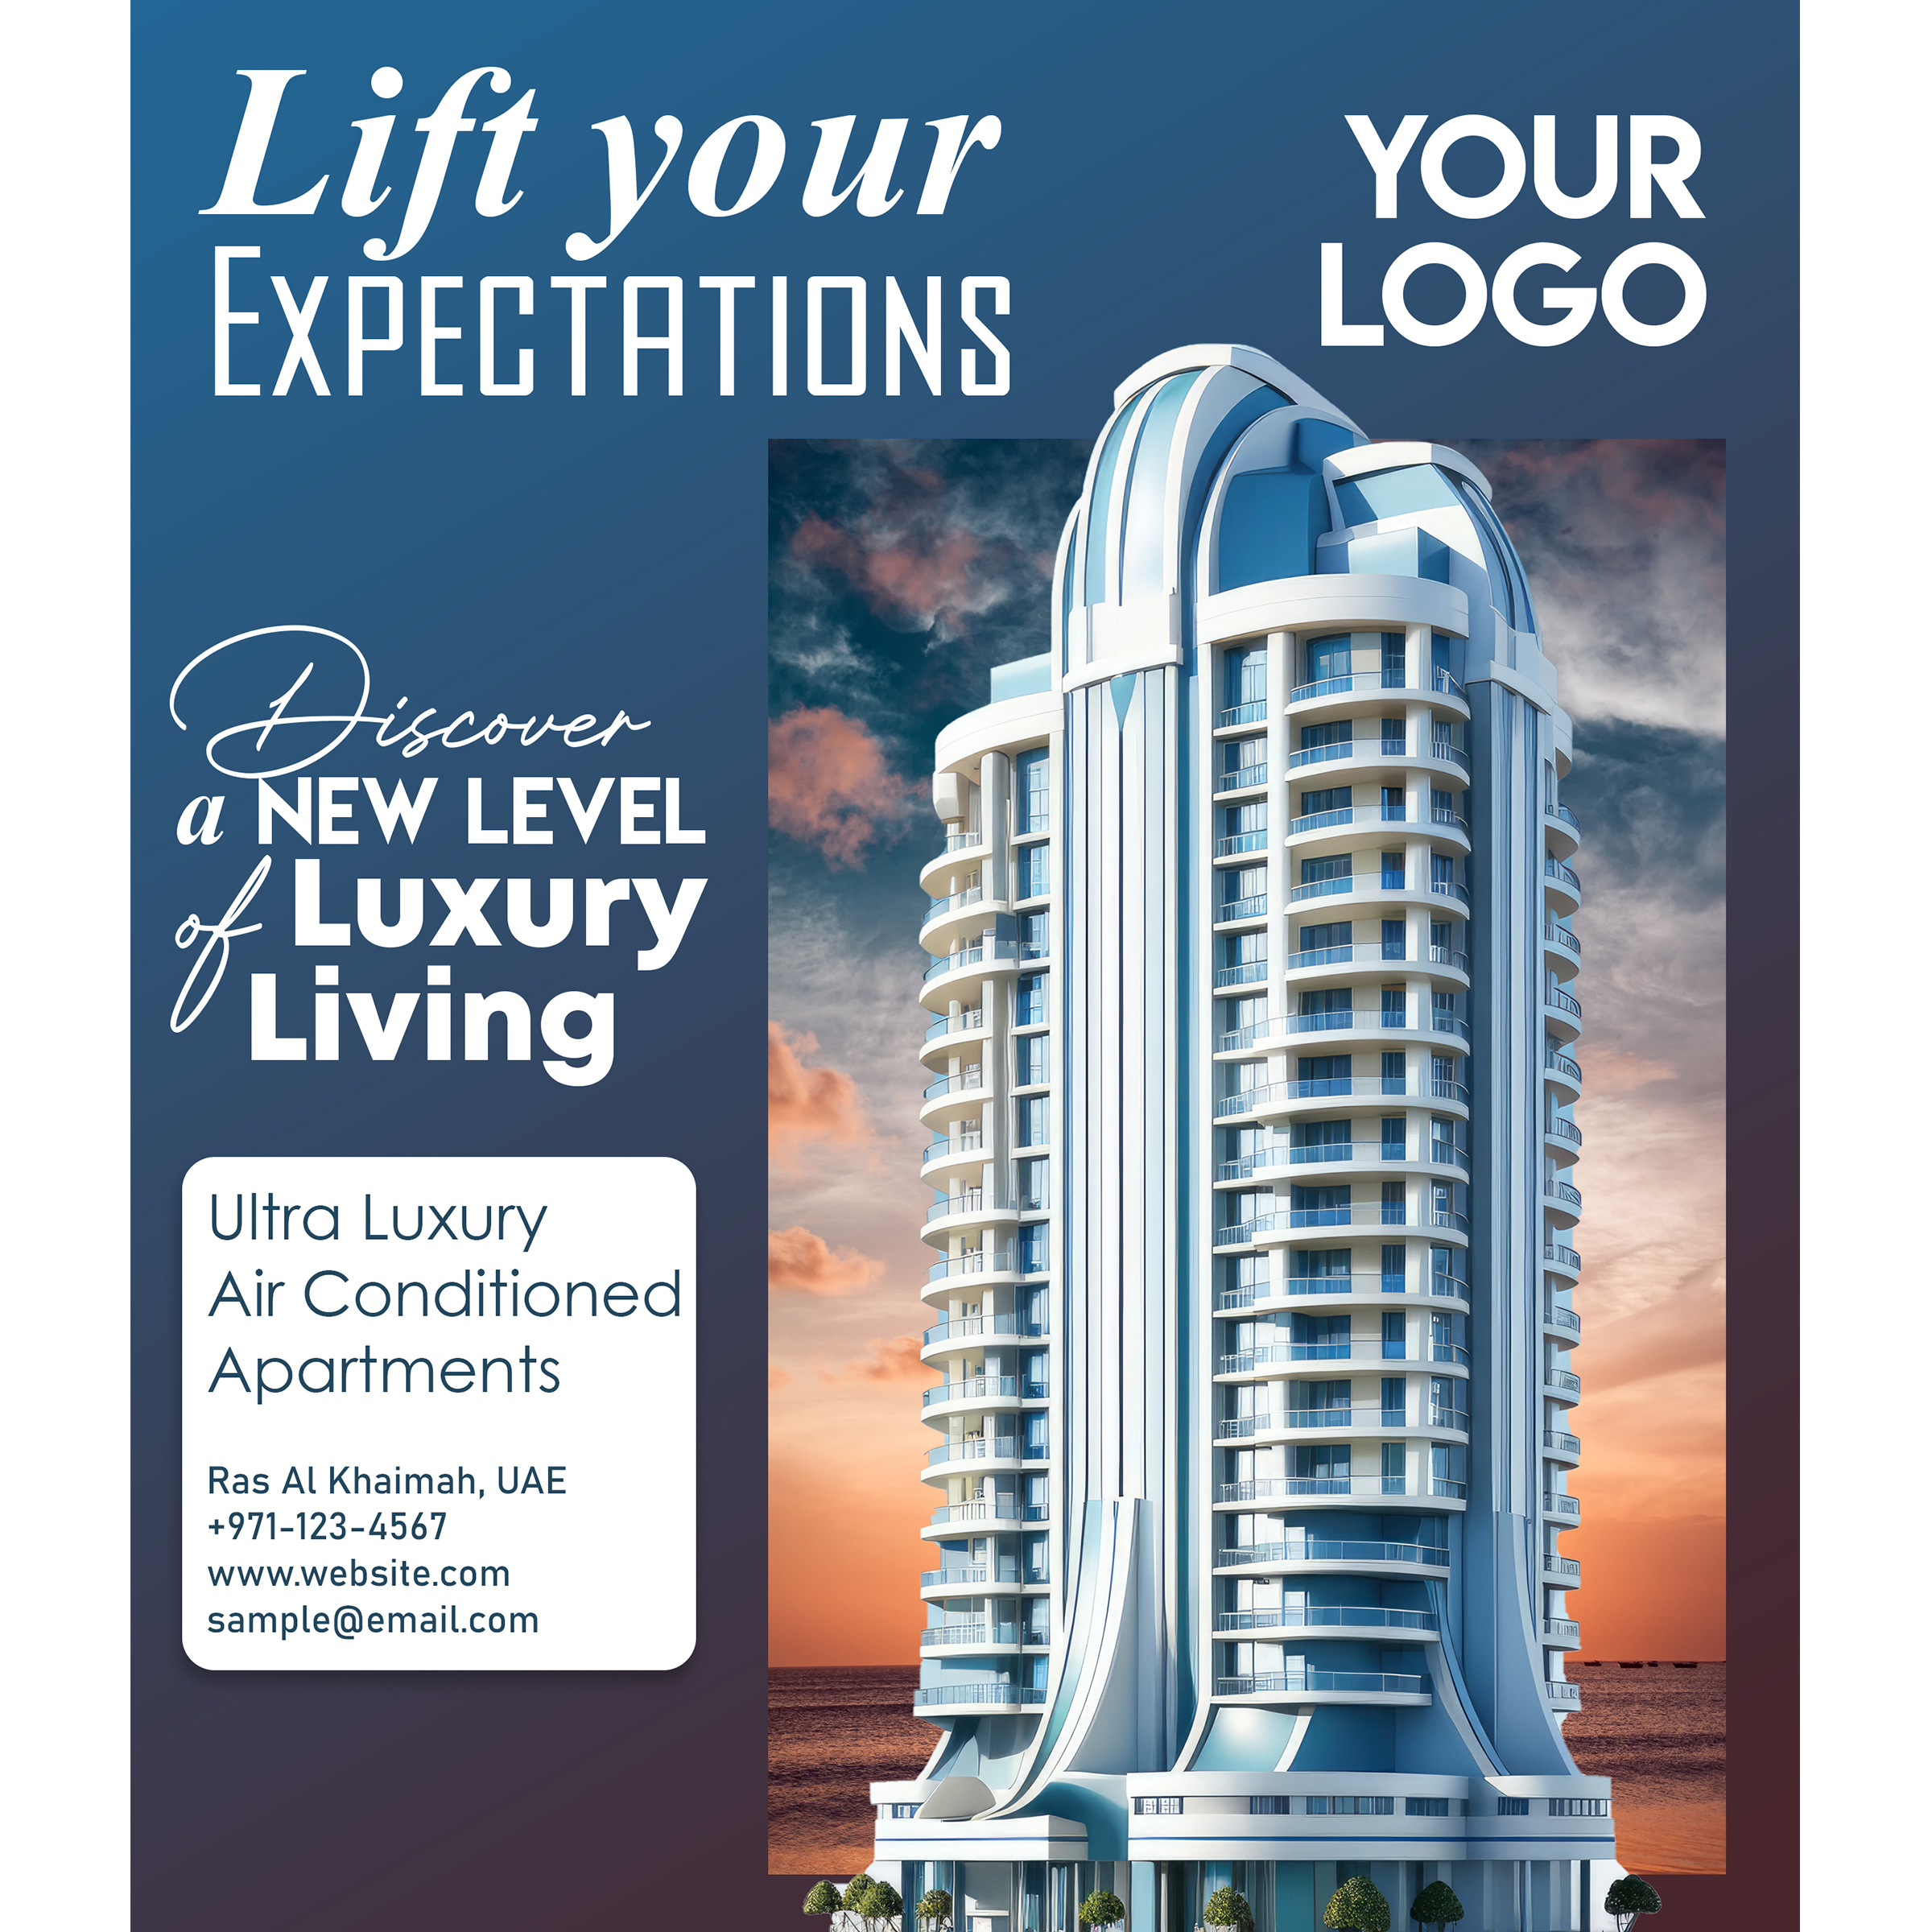 Lift your
EXPECTATIONS
YOUR
LOGO
Discover
a NEW LEVEL
of Luxury
Living
Ultra Luxury
Air Conditioned
Apartments
Ras Al Khaimah, UAE
+971-123-4567
www.website.com
sample@email.com